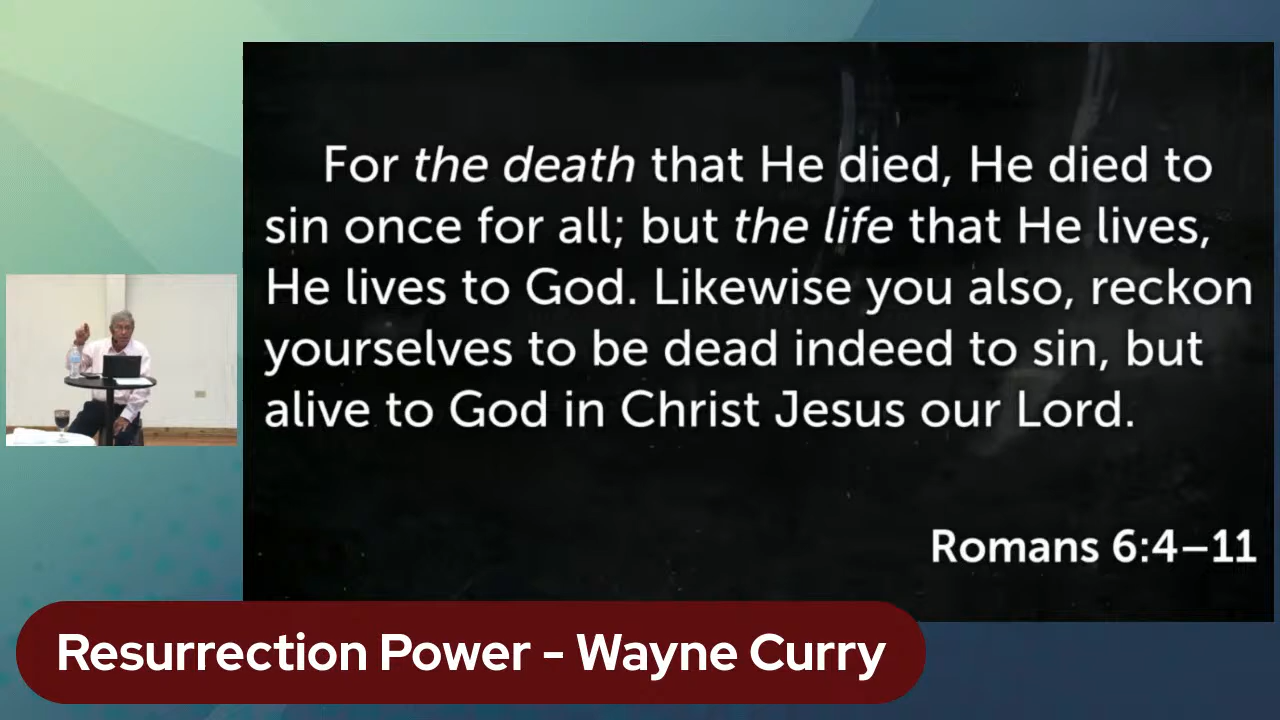 For the death that He died, He died to
sin once for all; but the life that He lives,
He lives to God. Likewise you also, reckon
yourselves to be dead indeed to sin, but
alive to God in Christ Jesus our Lord.
Romans 6:4–11
Resurrection Power - Wayne Curry